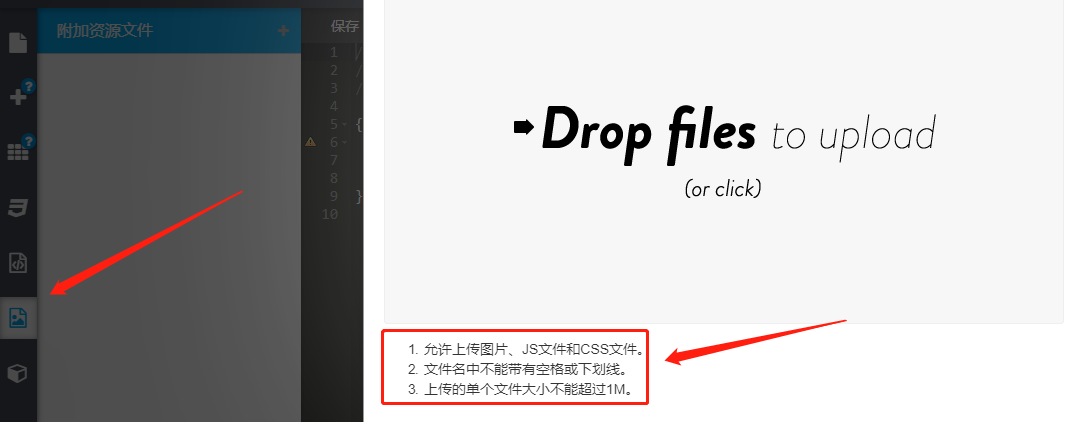 附加资源文件
+
保存
?
?
1 /
2 /
3 /
4
5 {
6
7
8
9 }
10
Drop files to upload
(or click)
1. 允许上传图片、JS文件和CSS文件。
2. 文件名中不能带有空格或下划线。
3. 上传的单个文件大小不能超过1M。